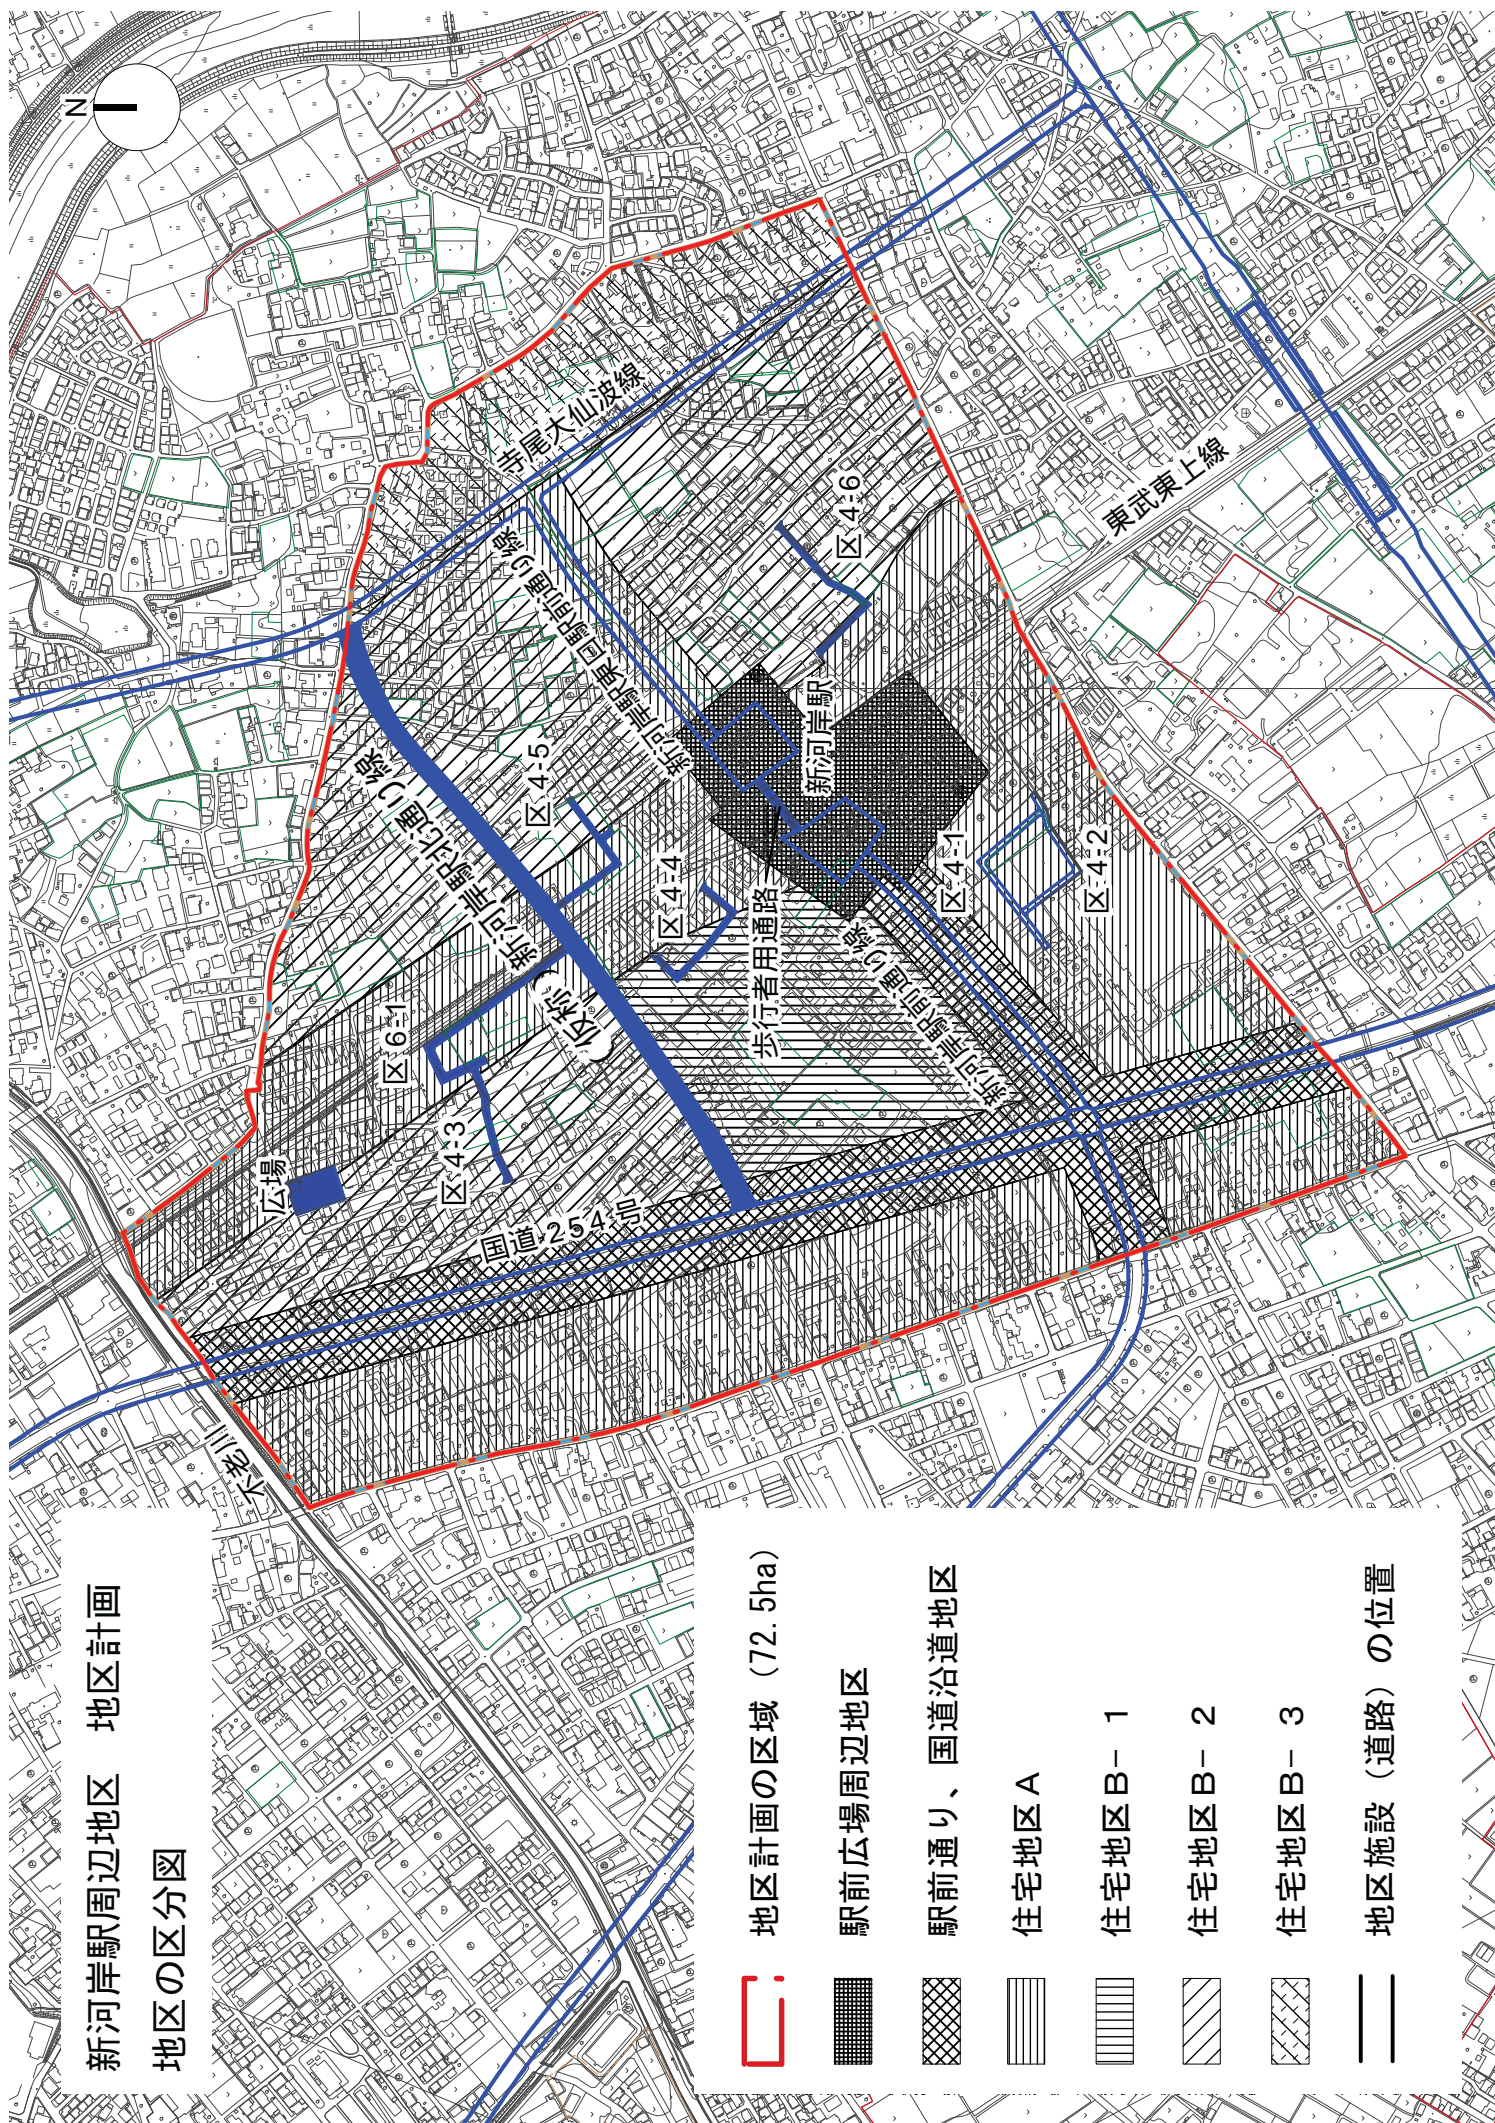 新河岸駅周辺地区　地区計画
地区の区分図
地区計画の区域（72.5ha）
駅前広場周辺地区
駅前通り、国道沿道地区
住宅地区A
住宅地区B－1
住宅地区B－2
住宅地区B－3
地区施設（道路）の位置
N
不老川
広場
国道254号
区6-1
区4-3
新河岸駅北通り線
（仮称）
区4-5
区4-4
寺尾大仙波線
新河岸駅東口駅前通り線
区4-6
新河岸駅
歩行者用通路
新河岸駅前通り線
区4-1
区4-2
東武東上線